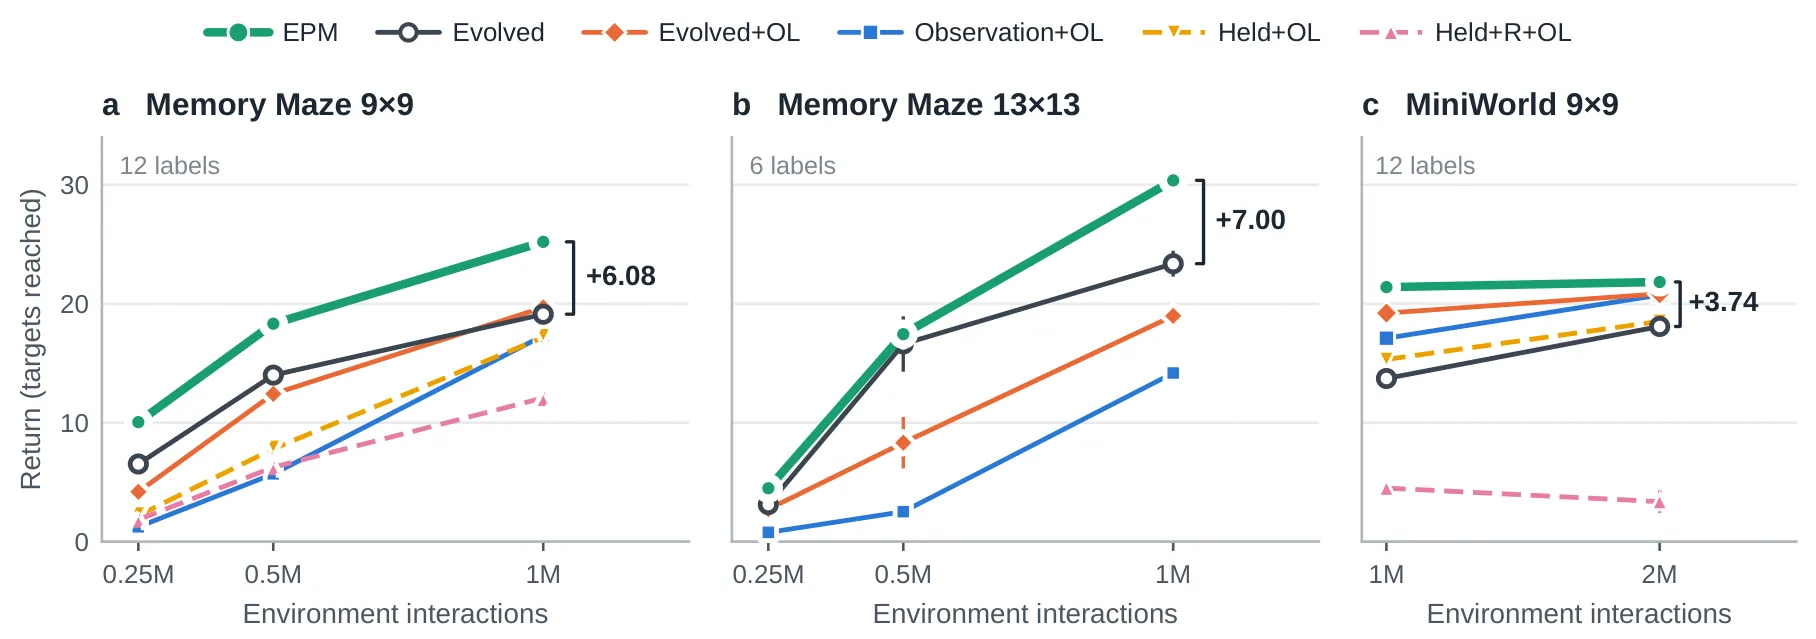 EPM Evolved Evolved+OL Observation+OL Held+OL Held+R+OL
a Memory Maze 9×9
12 labels
Return (targets reached)
30
20
10
0
+6.08
0.25M 0.5M 1M
Environment interactions
b Memory Maze 13×13
6 labels
+7.00
0.25M 0.5M 1M
Environment interactions
c MiniWorld 9×9
12 labels
+3.74
1M 2M
Environment interactions